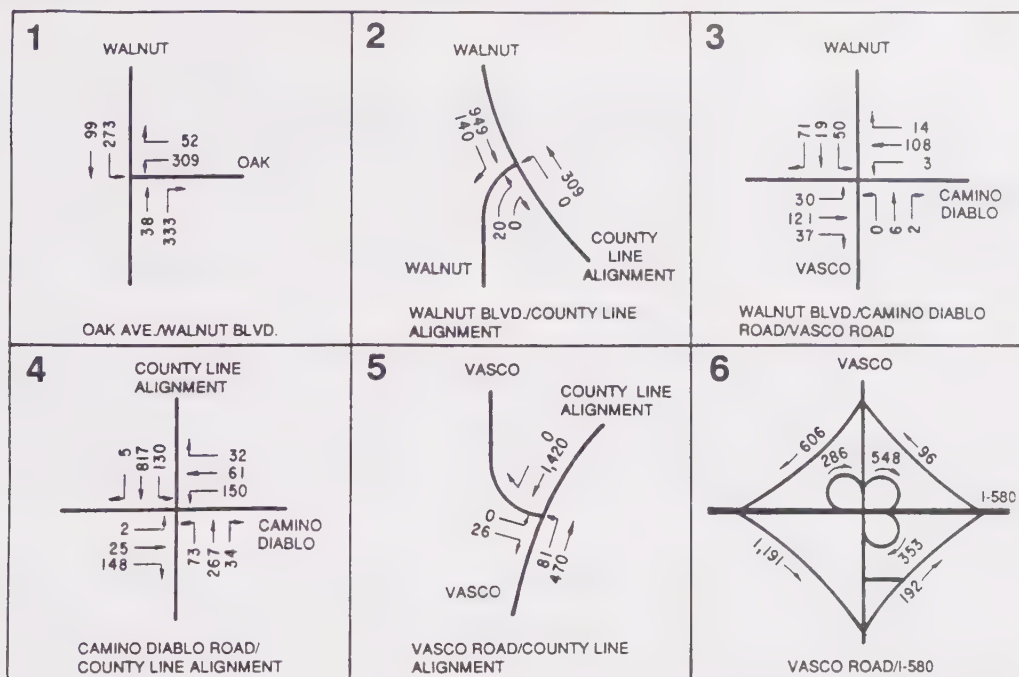 1
WALNUT
99
273
52
309
OAK
38
333
OAK AVE./WALNUT BLVD.
2
WALNUT
949
140
309
0
20
0
WALNUT
COUNTY
LINE
ALIGNMENT
WALNUT BLVD./COUNTY LINE
ALIGNMENT
3
WALNUT
71
19
50
14
108
3
30
121
37
0
6
2
CAMINO
DIABLO
VASCO
WALNUT BLVD./CAMINO DIABLO
ROAD/VASCO ROAD
4
COUNTY LINE
ALIGNMENT
5
817
130
32
61
150
2
25
148
73
267
34
CAMINO
DIABLO
CAMINO DIABLO ROAD/
COUNTY LINE ALIGNMENT
5
VASCO
COUNTY LINE
ALIGNMENT
0
1,420
0
26
81
470
VASCO
VASCO ROAD/COUNTY LINE
ALIGNMENT
6
VASCO
606
286
548
96
I-580
1,191
353
192
VASCO ROAD/I-580